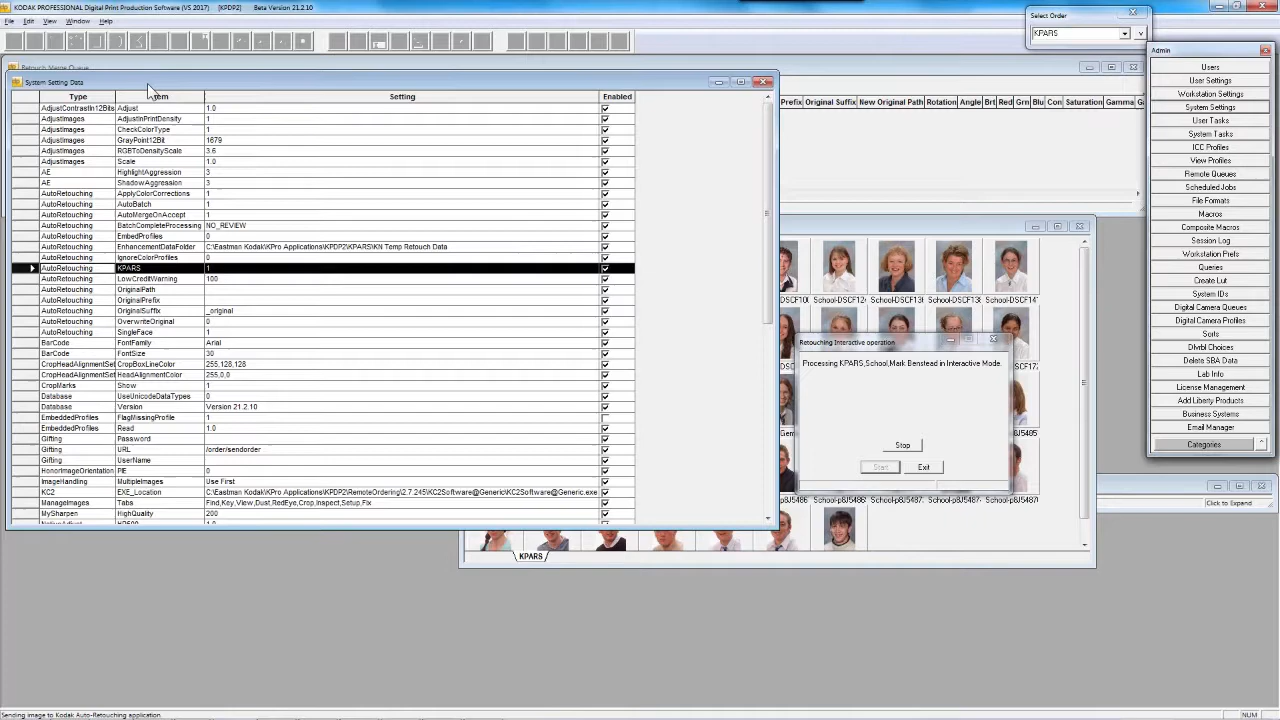 KODAK PROFESSIONAL Digital Print Production Software (VS 2017) [KPDP2] Beta Version 21.2.10
File Edit View Window Help
Select Order
KPARS
v
Retouch Merge Queue
System Setting Data
Type Item Setting Enabled
AdjustContrastIn12Bits Adjust 1.0
AdjustImages AdjustInPrintDensity 1
AdjustImages CheckColorType 1
AdjustImages GrayPoint12Bit 1679
AdjustImages RGBToDensityScale 3.6
AdjustImages Scale 1.0
AE HighlightAggression 3
AE ShadowAggression 3
AutoRetouching ApplyColorCorrections 1
AutoRetouching AutoBatch 1
AutoRetouching AutoMergeOnAccept 1
AutoRetouching BatchCompleteProcessing NO_REVIEW
AutoRetouching EmbedProfiles 0
AutoRetouching EnhancementDataFolder C:\Eastman Kodak\KPro Applications\KPDP2\KPARS\KN Temp Retouch Data
AutoRetouching IgnoreColorProfiles 0
AutoRetouching KPARS 1
AutoRetouching LowCreditWarning 100
AutoRetouching OriginalPath
AutoRetouching OriginalPrefix
AutoRetouching OriginalSuffix _original
AutoRetouching OverwriteOriginal 0
AutoRetouching SingleFace 1
BarCode FontFamily Arial
BarCode FontSize 30
CropHeadAlignmentSet CropBoxLineColor 255,128,128
CropHeadAlignmentSet HeadAlignmentColor 255,0,0
CropMarks Show 1
Database UseUnicodeDataTypes 0
Database Version Version 21.2.10
EmbeddedProfiles FlagMissingProfile 1
EmbeddedProfiles Read 1.0
Gifting Password
Gifting URL /order/sendorder
Gifting UserName
HonorImageOrientation PIE 0
ImageHandling MultipleImages Use First
KC2 EXE_Location C:\Eastman Kodak\KPro Applications\KPDP2\RemoteOrdering\2.7.245\KC2Software@Generic\KC2Software@Generic.exe
ManageImages Tabs Find,Key,View,Dust,RedEye,Crop,Inspect,Setup,Fix
MySharpen HighQuality 200
Prefix Original Suffix New Original Path Rotation Angle Brt Red Grn Blu Con Saturation Gamma
School-DSCF10 School-DSCF12 School-DSCF13 School-DSCF14
Retouching Interactive operation
Processing KPARS School,Mark Benstead in Interactive Mode
Stop
Start Exit
KPARS
Click to Expand
Admin
Users
User Settings
Workstation Settings
System Settings
User Tasks
System Tasks
ICC Profiles
View Profiles
Remote Queues
Scheduled Jobs
File Formats
Macros
Composite Macros
Session Log
Workstation Prefs
Queries
Create Lut
System IDs
Digital Camera Queues
Digital Camera Profiles
Sorts
Dlvrbl Choices
Delete SBA Data
Lab Info
License Management
Add Liberty Products
Business Systems
Email Manager
Categories
Sending image to Kodak Auto-Retouching application.
NUM